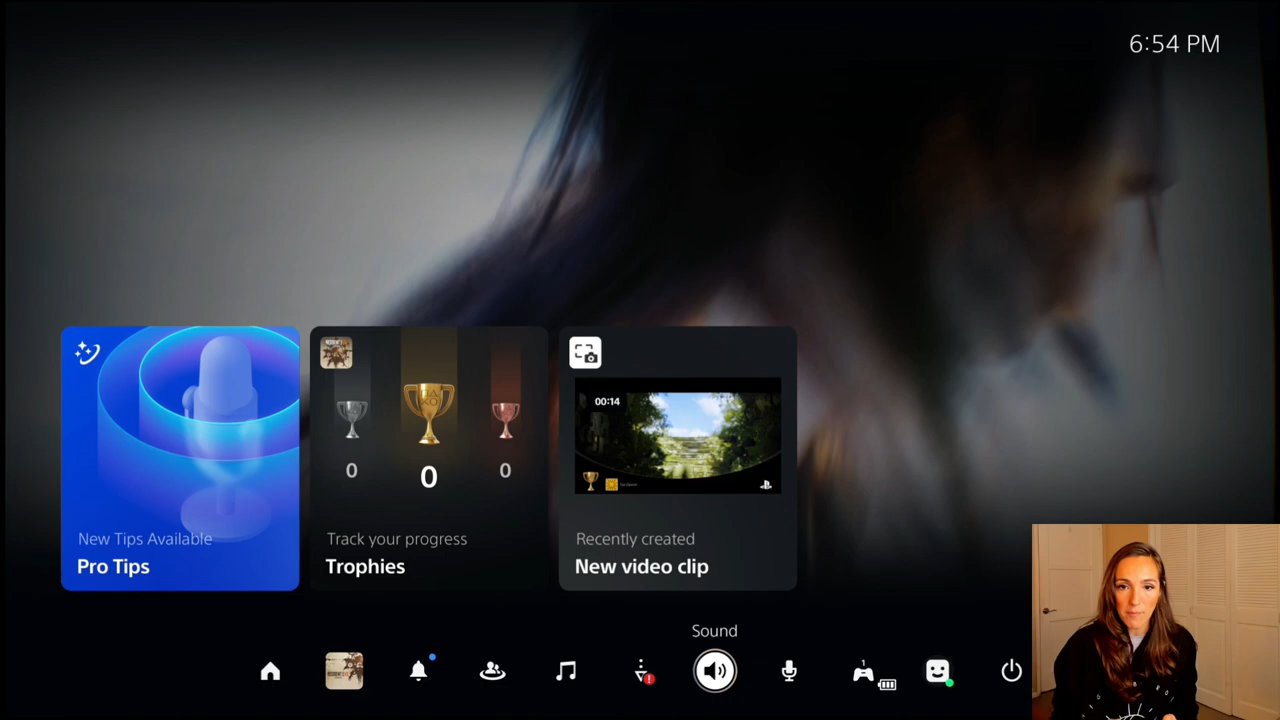 6:54 PM
New Tips Available
Pro Tips
0
0
0
Track your progress
Trophies
00:14
Recently created
New video clip
Sound
1